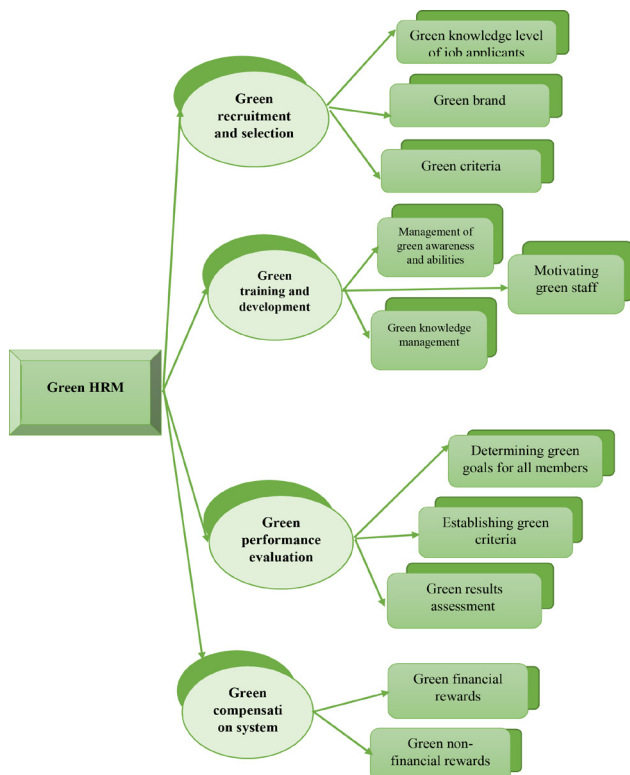 Green knowledge level
of job applicants
Green
recruitment
and selection
Green brand
Green criteria
Management of
green awareness
and abilities
Green
training and
development
Motivating
green staff
Green knowledge
management
Green HRM
Determining green
goals for all members
Green
performance
evaluation
Establishing green
criteria
Green results
assessment
Green
compensati
on system
Green financial
rewards
Green non-
financial rewards